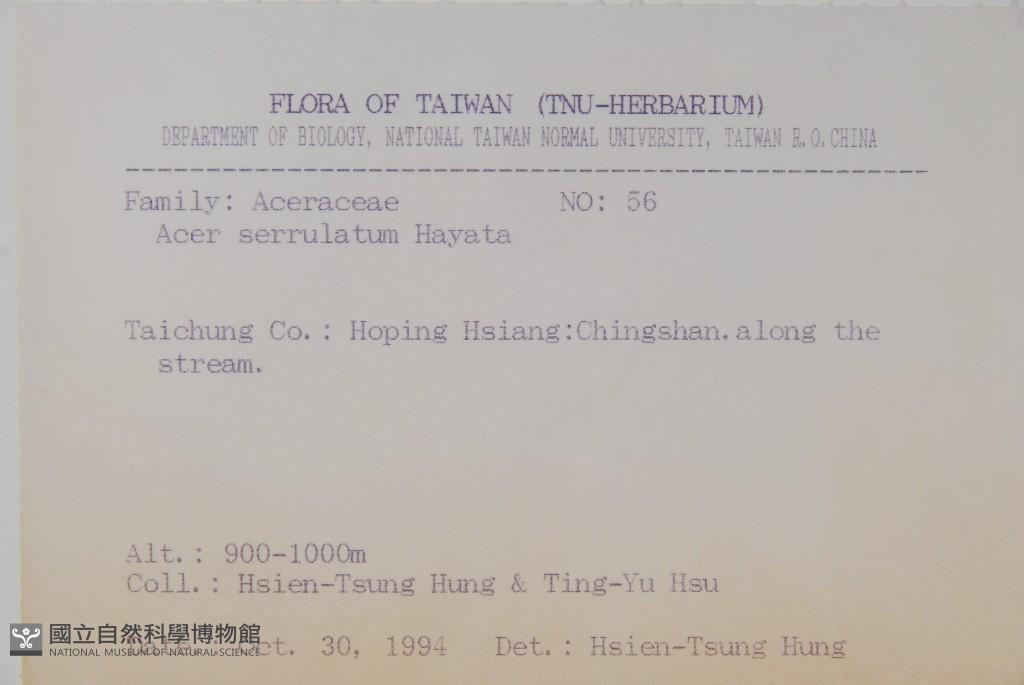 FLORA OF TAIWAN (TNU-HERBARIUM)
DEPARTMENT OF BIOLOGY, NATIONAL TAIWAN NORMAL UNIVERSITY, TAIWAN R.O.CHINA
Family: Aceraceae NO: 56
Acer serrulatum Hayata
Taichung Co.: Hoping Hsiang:Chingshan.along the
stream.
Alt.: 900-1000m
Coll.: Hsien-Tsung Hung & Ting-Yu Hsu
Oct. 30, 1994 Det.: Hsien-Tsung Hung
國立自然科學博物館
NATIONAL MUSEUM OF NATURAL SCIENCE